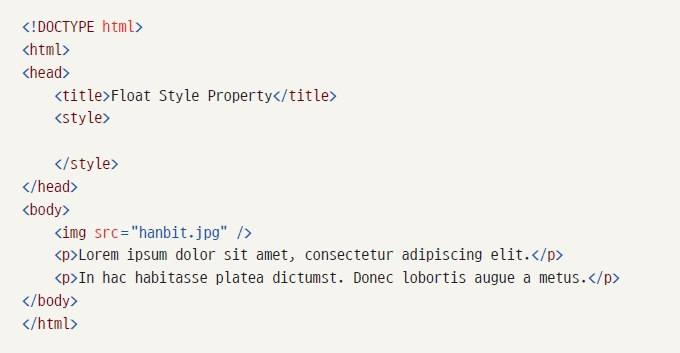 <!DOCTYPE html>
<html>
<head>
    <title>Float Style Property</title>
    <style>

    </style>
</head>
<body>
    <img src="hanbit.jpg" />
    <p>Lorem ipsum dolor sit amet, consectetur adipiscing elit.</p>
    <p>In hac habitasse platea dictumst. Donec lobortis augue a metus.</p>
</body>
</html>